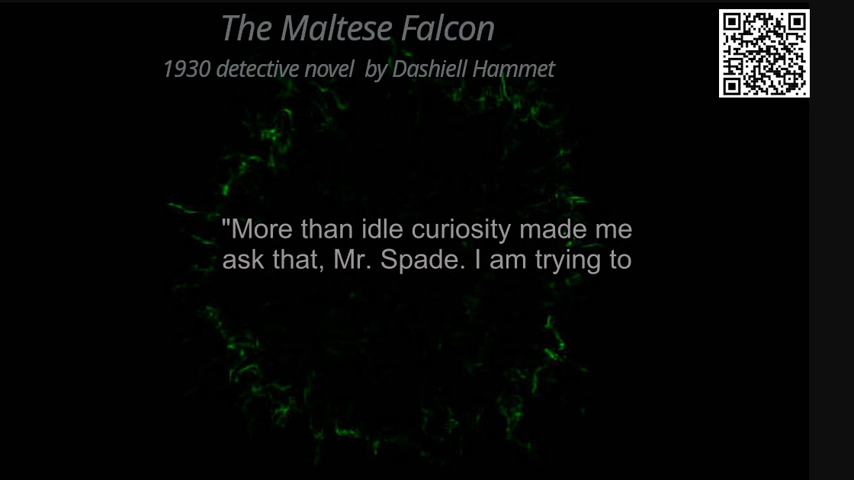 The Maltese Falcon
1930 detective novel by Dashiell Hammet
"More than idle curiosity made me
ask that, Mr. Spade. I am trying to